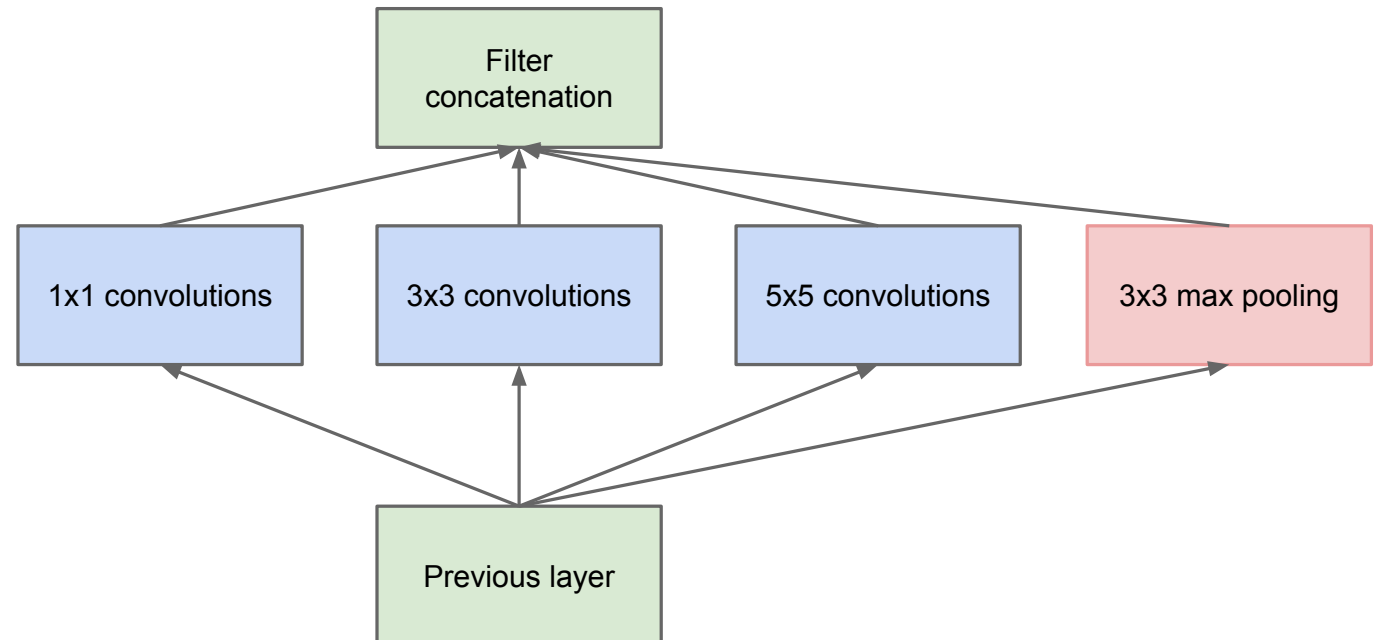 Filter
concatenation
1x1 convolutions
3x3 convolutions
5x5 convolutions
3x3 max pooling
Previous layer